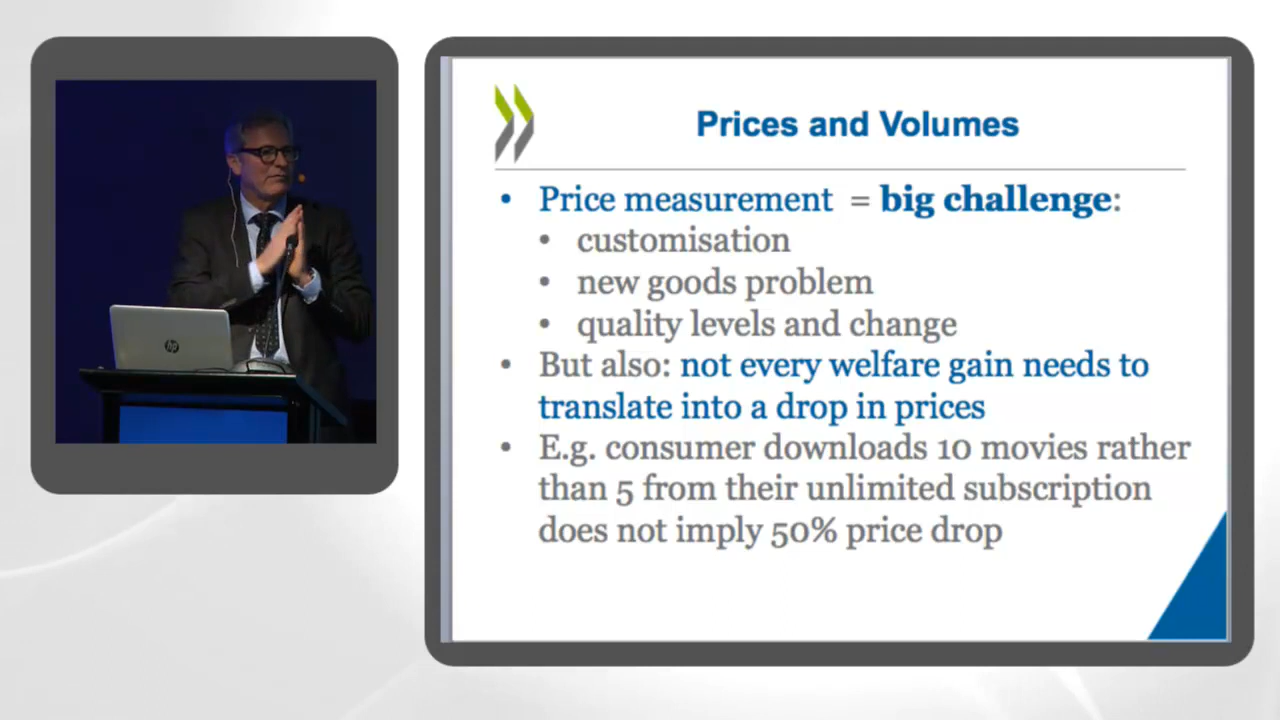 Prices and Volumes
• Price measurement = big challenge:
• customisation
• new goods problem
• quality levels and change
• But also: not every welfare gain needs to
translate into a drop in prices
• E.g. consumer downloads 10 movies rather
than 5 from their unlimited subscription
does not imply 50% price drop
hp